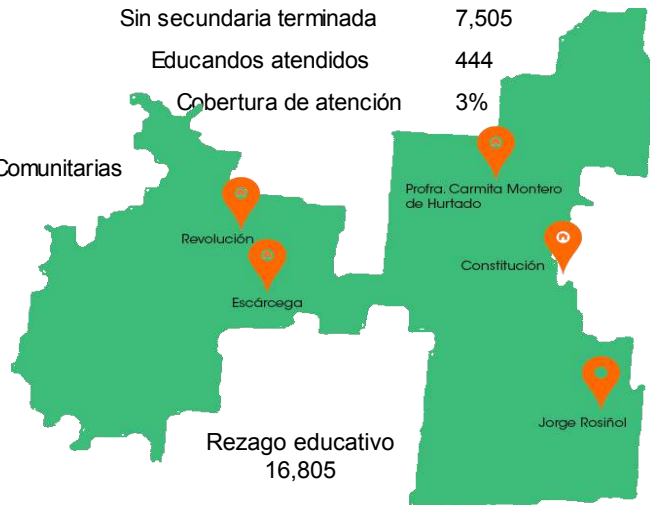 Sin secundaria terminada 7,505
Educandos atendidos 444
Cobertura de atención 3%
Comunitarias
Profra. Carmita Montero
de Hurtado
Revolución
Constitución
Escárcega
Jorge Rosiñol
Rezago educativo
16,805